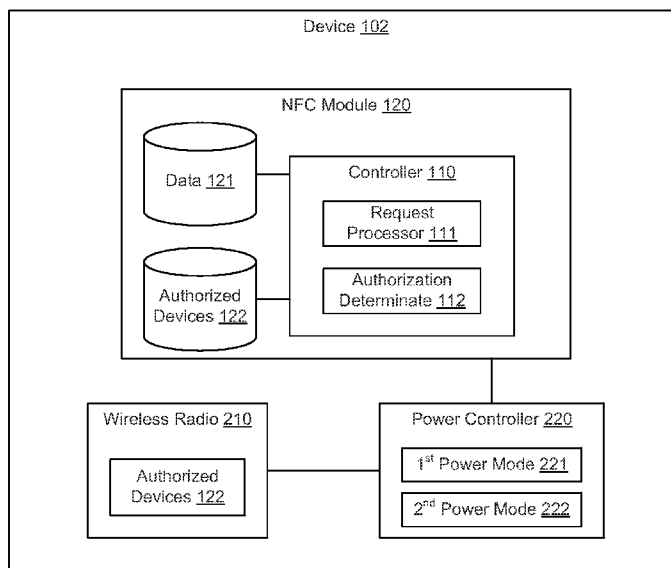 Device 102
NFC Module 120
Data 121
Controller 110
Request
Processor 111
Authorization
Determinate 112
Authorized
Devices 122
Wireless Radio 210
Authorized
Devices 122
Power Controller 220
1st Power Mode 221
2nd Power Mode 222